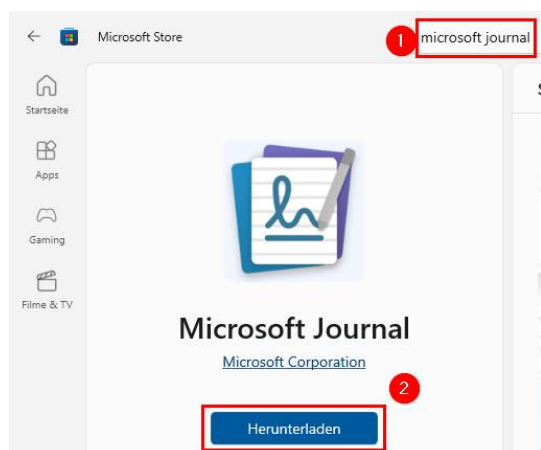 Microsoft Store
1
microsoft journal
Startseite
Apps
Gaming
Filme & TV
Microsoft Journal
Microsoft Corporation
2
Herunterladen